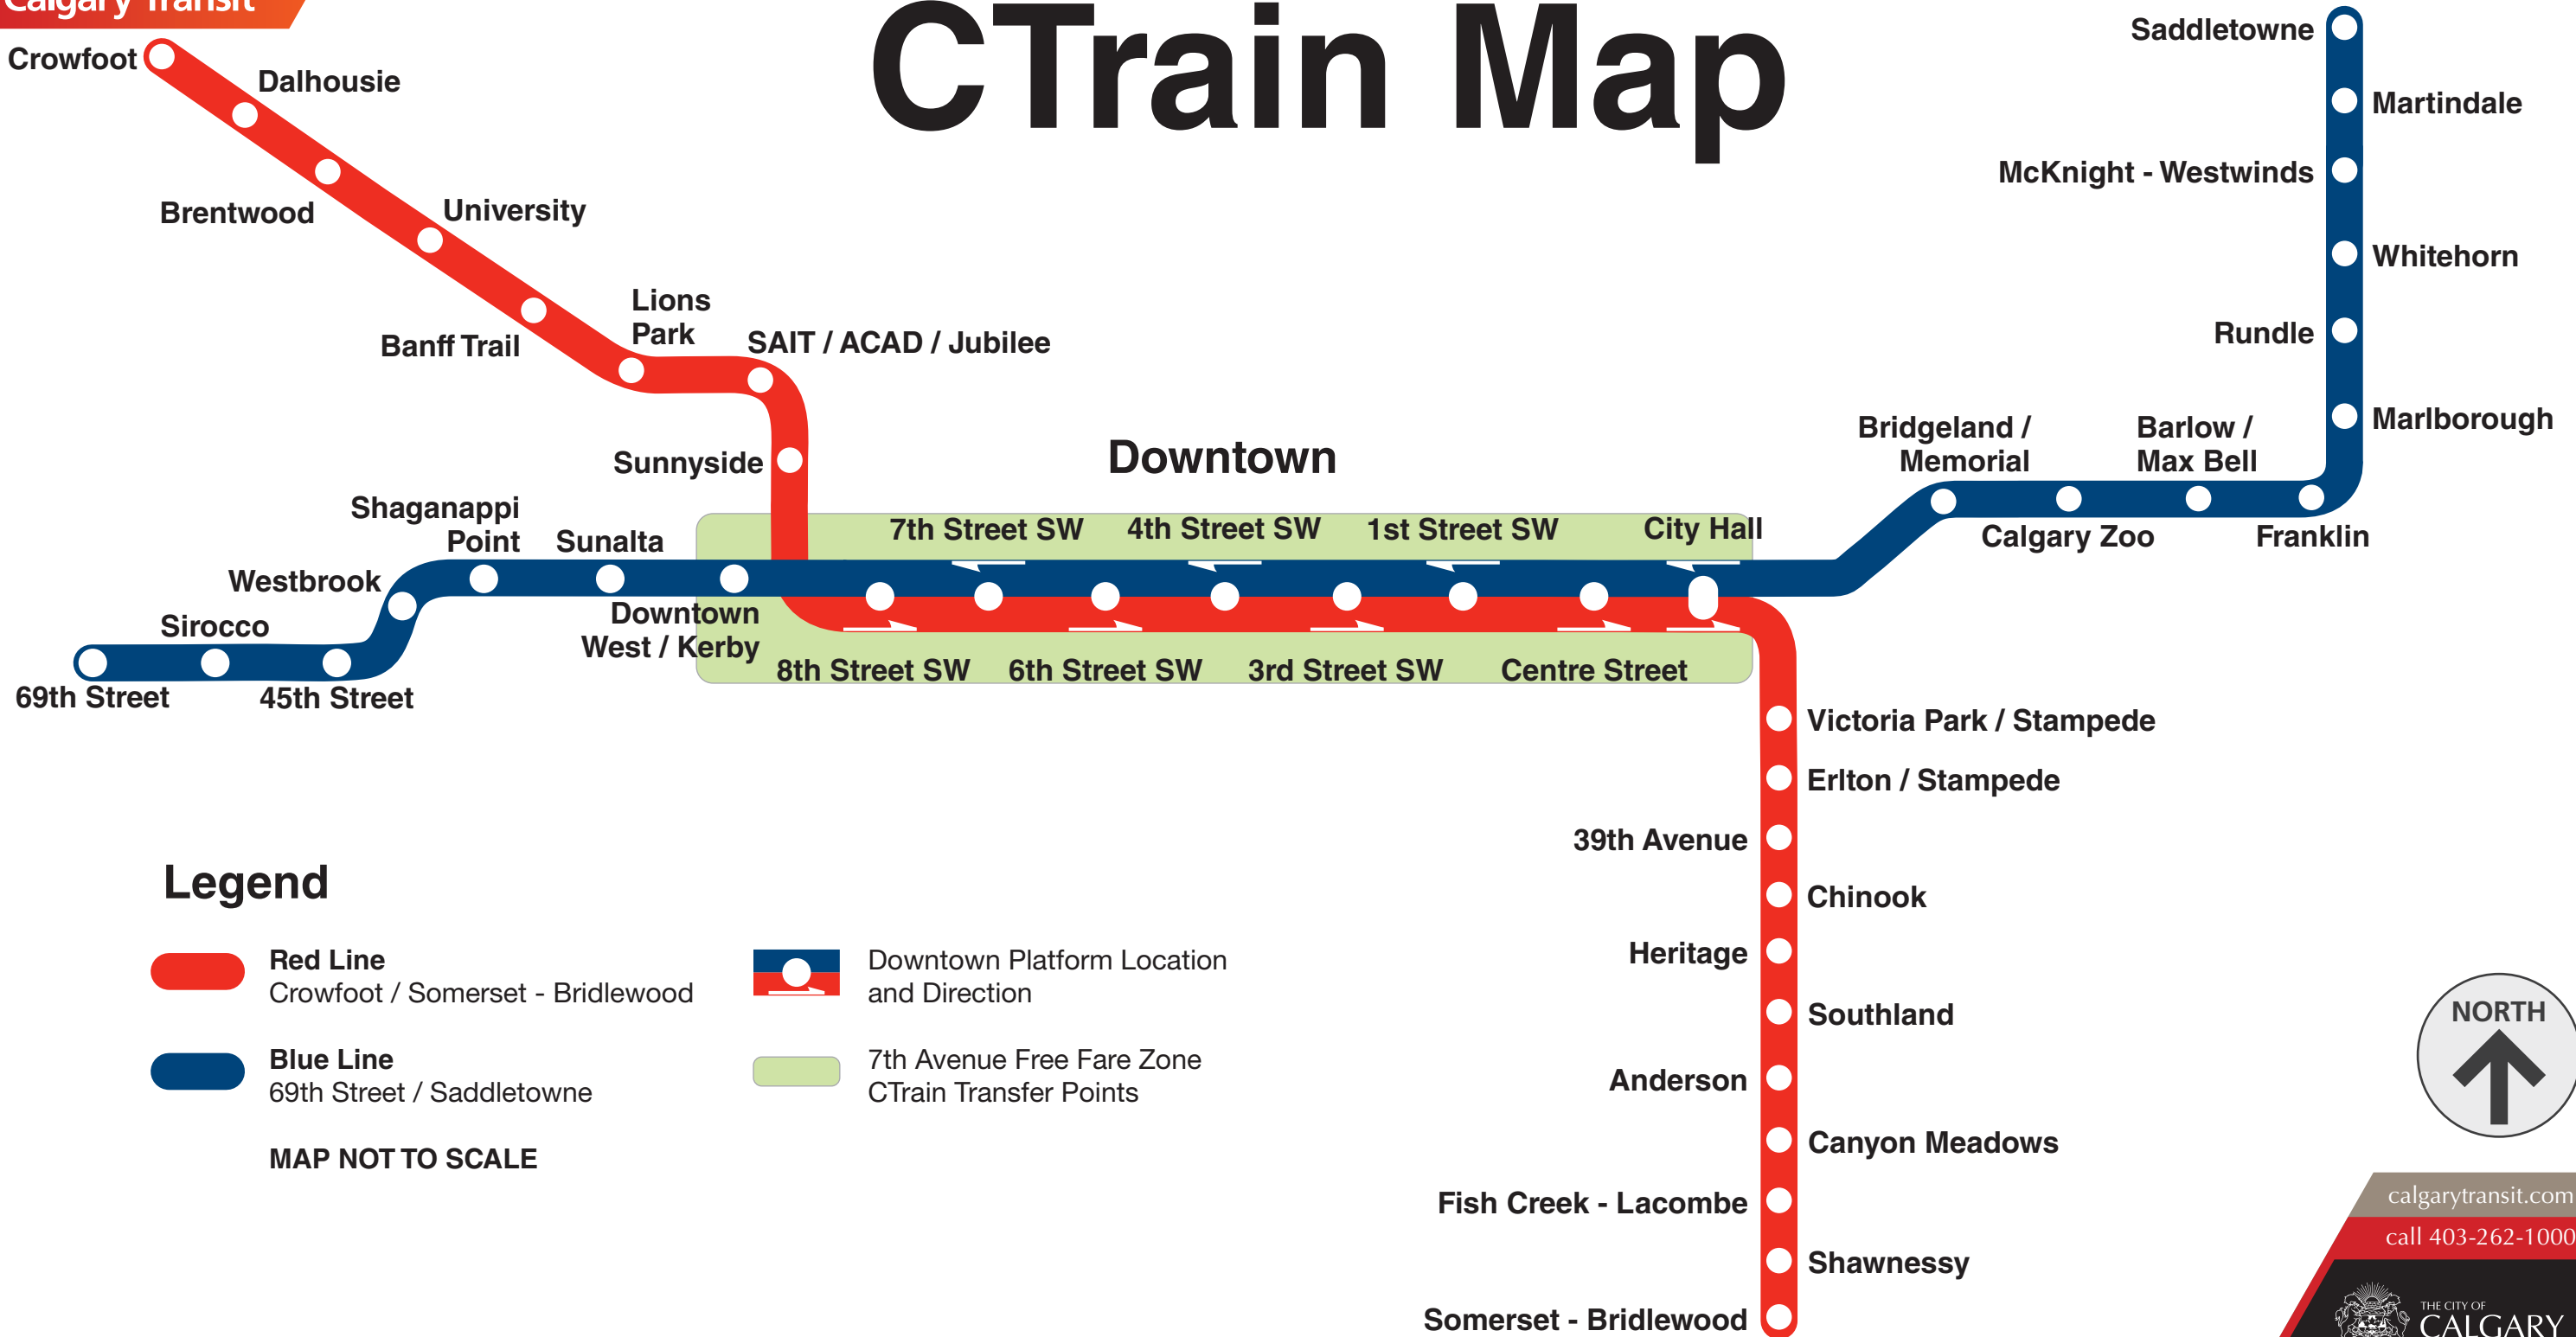 Calgary Transit
CTrain Map
Crowfoot
Dalhousie
Brentwood
University
Banff Trail
Lions
Park
SAIT / ACAD / Jubilee
Sunnyside
Downtown
Saddletowne
Martindale
McKnight - Westwinds
Whitehorn
Rundle
Marlborough
Bridgeland /
Memorial
Barlow /
Max Bell
Calgary Zoo
Franklin
Shaganappi
Point
Sunalta
Westbrook
Sirocco
69th Street
45th Street
Downtown
West / Kerby
7th Street SW
4th Street SW
1st Street SW
City Hall
8th Street SW
6th Street SW
3rd Street SW
Centre Street
Victoria Park / Stampede
Erlton / Stampede
39th Avenue
Chinook
Heritage
Southland
Anderson
Canyon Meadows
Fish Creek - Lacombe
Shawnessy
Somerset - Bridlewood
Legend
Red Line
Crowfoot / Somerset - Bridlewood
Blue Line
69th Street / Saddletowne
MAP NOT TO SCALE
Downtown Platform Location
and Direction
7th Avenue Free Fare Zone
CTrain Transfer Points
NORTH
calgarytransit.com
call 403-262-1000
THE CITY OF
CALGARY